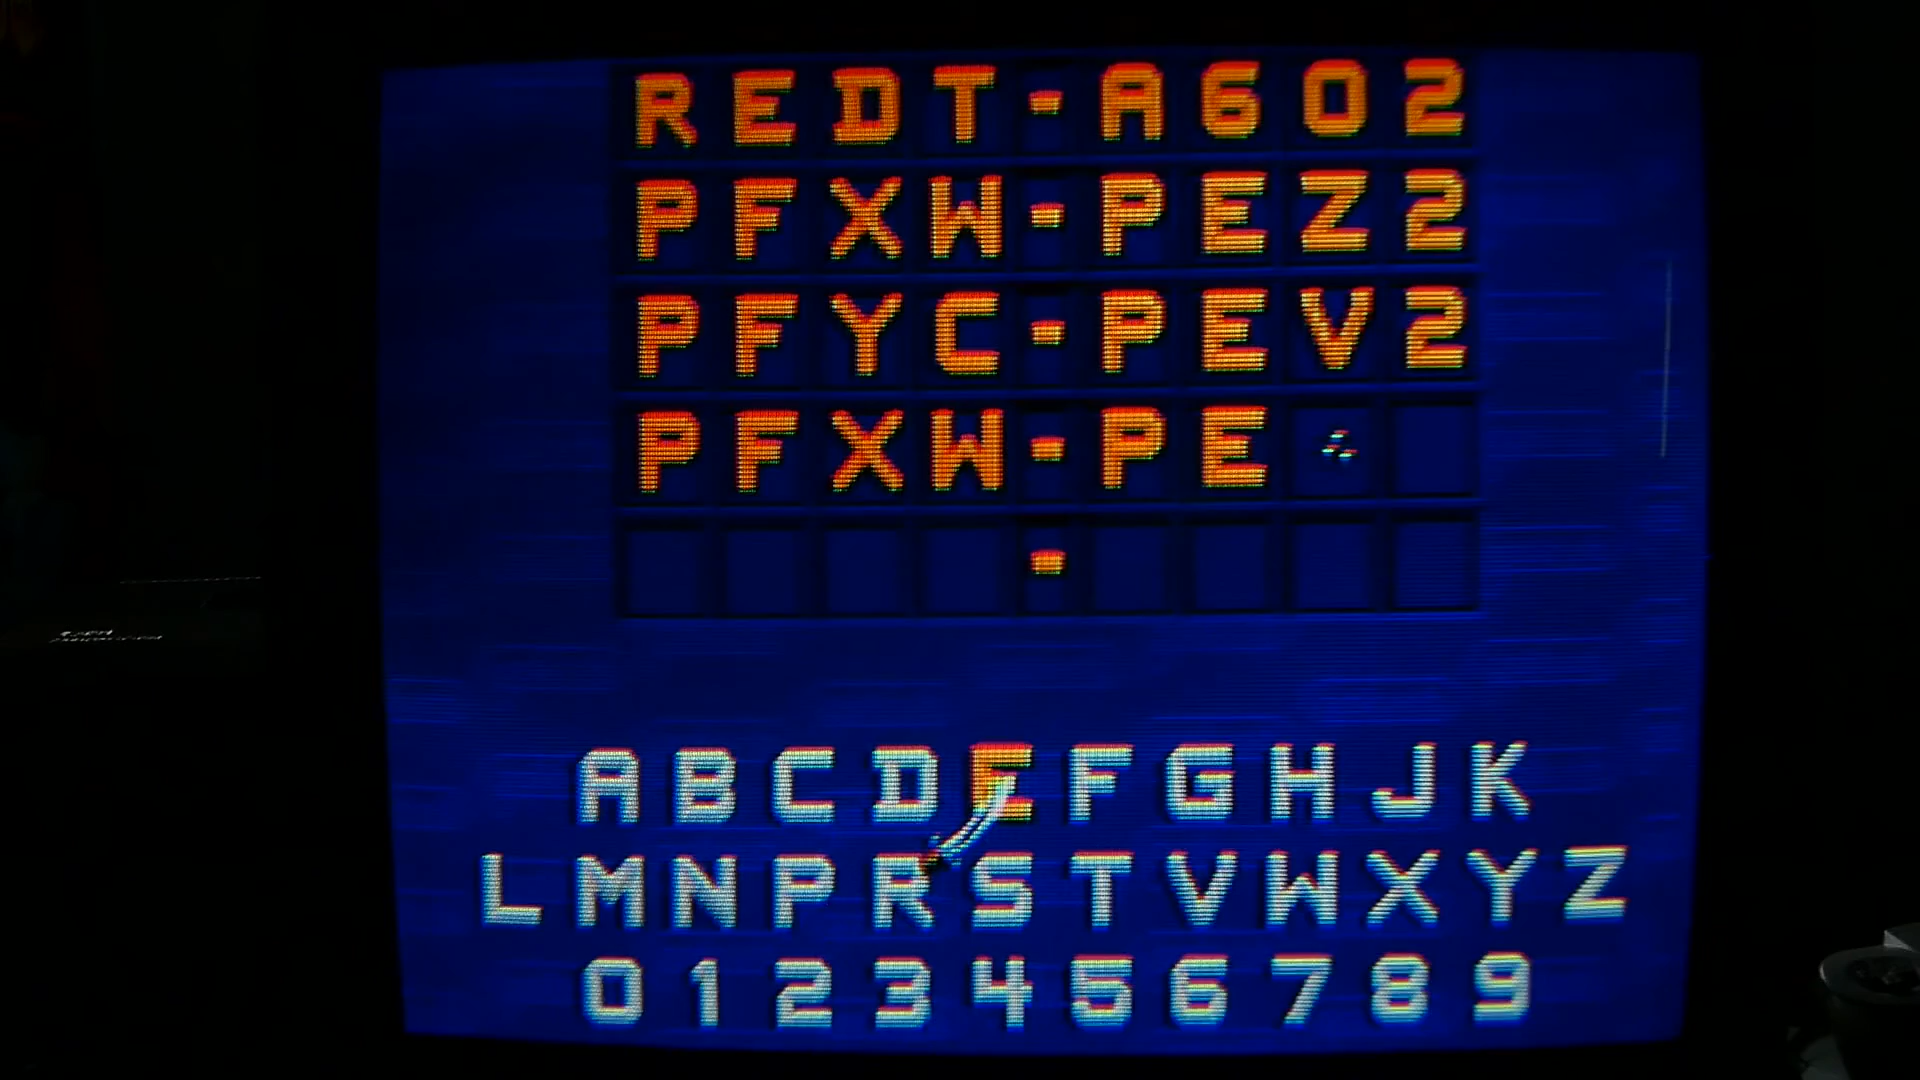 REDT-A602
PFXW-PEZ2
PFYC-PEV2
PFXW-PE
-
ABCDEFGHJK
LMNPRSTVWXYZ
0123456789